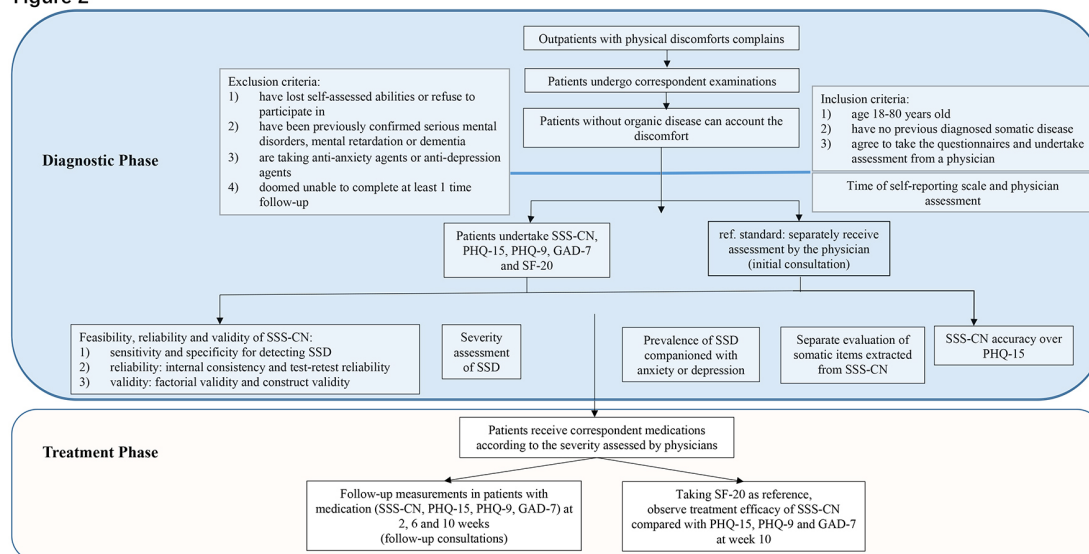 Figure 2
Outpatients with physical discomforts complains
Patients undergo correspondent examinations
Patients without organic disease can account the
discomfort
Exclusion criteria:
1) have lost self-assessed abilities or refuse to
participate in
2) have been previously confirmed serious mental
disorders, mental retardation or dementia
3) are taking anti-anxiety agents or anti-depression
agents
4) doomed unable to complete at least 1 time
follow-up
Inclusion criteria:
1) age 18-80 years old
2) have no previous diagnosed somatic disease
3) agree to take the questionnaires and undertake
assessment from a physician
Diagnostic Phase
Time of self-reporting scale and physician
assessment
Patients undertake SSS-CN,
PHQ-15, PHQ-9, GAD-7
and SF-20
ref. standard: separately receive
assessment by the physician
(initial consultation)
Feasibility, reliability and validity of SSS-CN:
1) sensitivity and specificity for detecting SSD
2) reliability: internal consistency and test-retest reliability
3) validity: factorial validity and construct validity
Severity
assessment
of SSD
Prevalence of SSD
companioned with
anxiety or depression
Separate evaluation of
somatic items extracted
from SSS-CN
SSS-CN accuracy over
PHQ-15
Treatment Phase
Patients receive correspondent medications
according to the severity assessed by physicians
Follow-up measurements in patients with
medication (SSS-CN, PHQ-15, PHQ-9, GAD-7) at
2, 6 and 10 weeks
(follow-up consultations)
Taking SF-20 as reference,
observe treatment efficacy of SSS-CN
compared with PHQ-15, PHQ-9 and GAD-7
at week 10